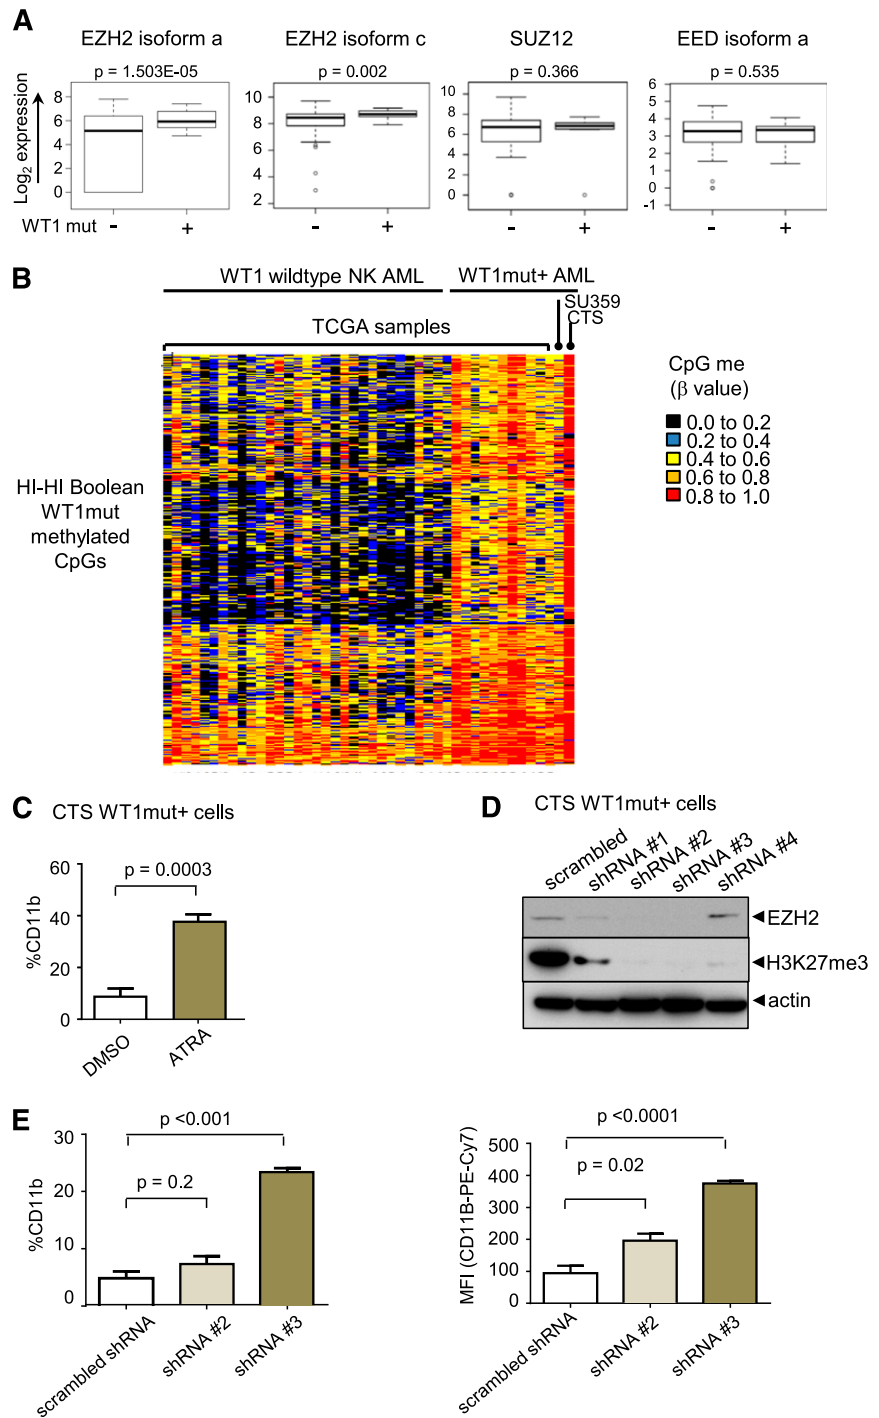 A
EZH2 isoform a
EZH2 isoform c
SUZ12
EED isoform a
p = 1.503E-05
p = 0.002
p = 0.366
p = 0.535
Log2 expression
8
6
4
2
0
10
8
6
4
2
10
8
6
4
2
0
6
5
4
3
2
1
0
-1
WT1 mut
- +
- +
- +
- +
B
WT1 wildtype NK AML
WT1mut+ AML
SU359
CTS
TCGA samples
HI-HI Boolean
WT1mut
methylated
CpGs
CpG me
(β value)
0.0 to 0.2
0.2 to 0.4
0.4 to 0.6
0.6 to 0.8
0.8 to 1.0
C
CTS WT1mut+ cells
p = 0.0003
%CD11b
60
40
20
0
DMSO
ATRA
D
CTS WT1mut+ cells
scrambled
shRNA #1
shRNA #2
shRNA #3
shRNA #4
EZH2
H3K27me3
actin
E
p <0.001
p = 0.2
%CD11b
30
20
10
0
scrambled shRNA
shRNA #2
shRNA #3
p <0.0001
p = 0.02
MFI (CD11B-PE-Cy7)
500
400
300
200
100
0
scrambled shRNA
shRNA #2
shRNA #3